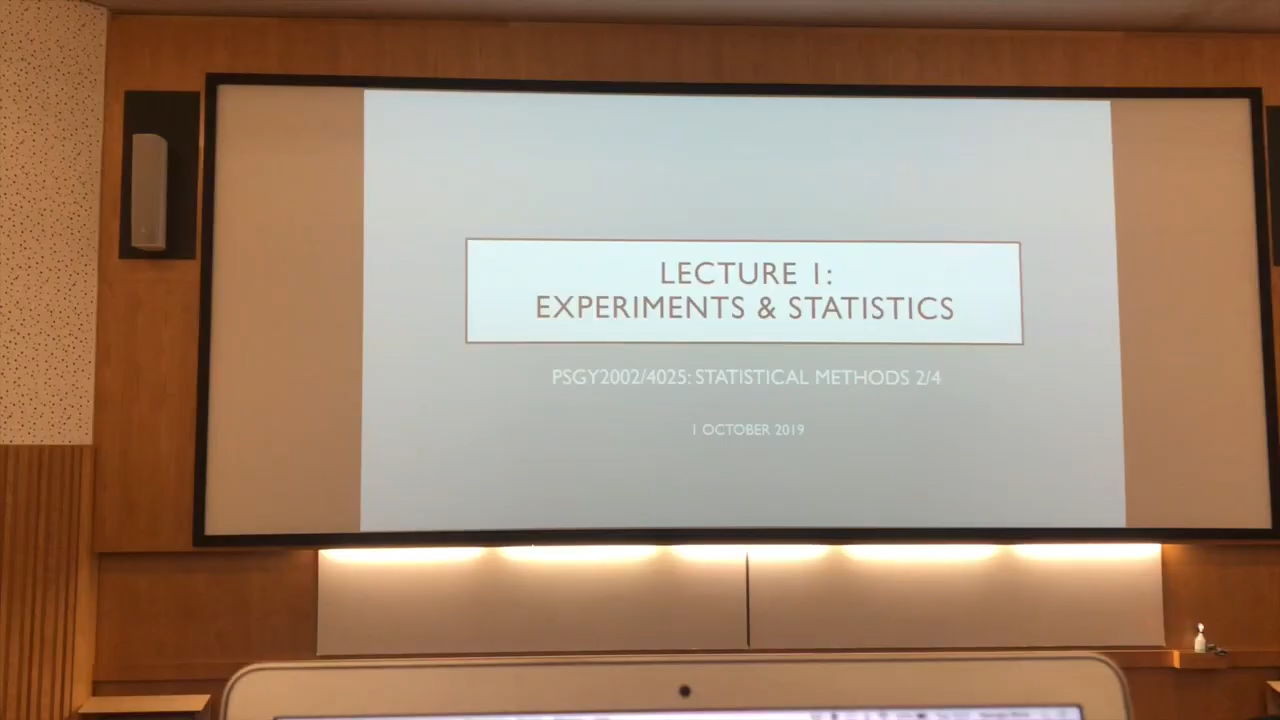 LECTURE 1:
EXPERIMENTS & STATISTICS
PSGY2002/4025: STATISTICAL METHODS 2/4
1 OCTOBER 2019